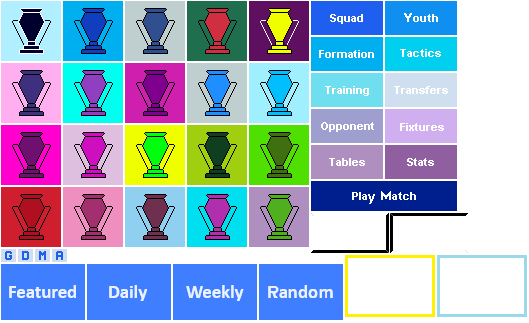 Squad Youth
Formation Tactics
Training Transfers
Opponent Fixtures
Tables Stats
Play Match
G D M A
Featured Daily Weekly Random